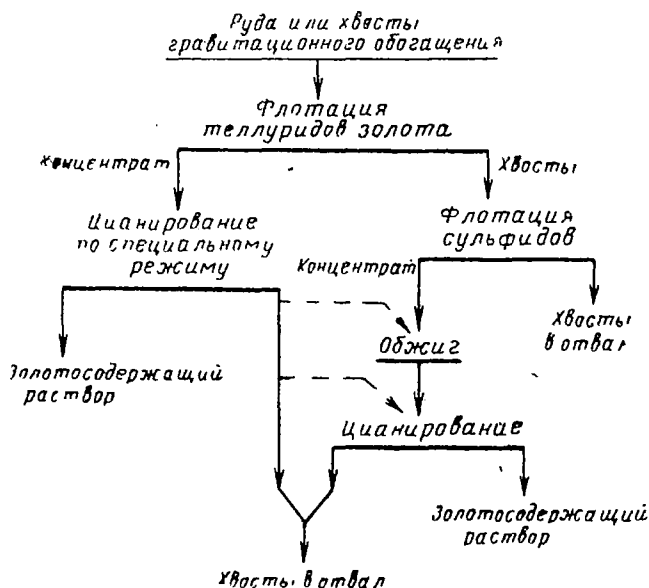 Руда или хвосты
гравитационного обогащения
Флотация
теллуридов золота
Концентрат
Хвосты
Цианирование
по специальному
режиму
Флотация
сульфидов
Концентрат
Хвосты
в отвал
Обжиг
Золотосодержащий
раствор
Цианирование
Золотосодержащий
раствор
Хвосты в отвал